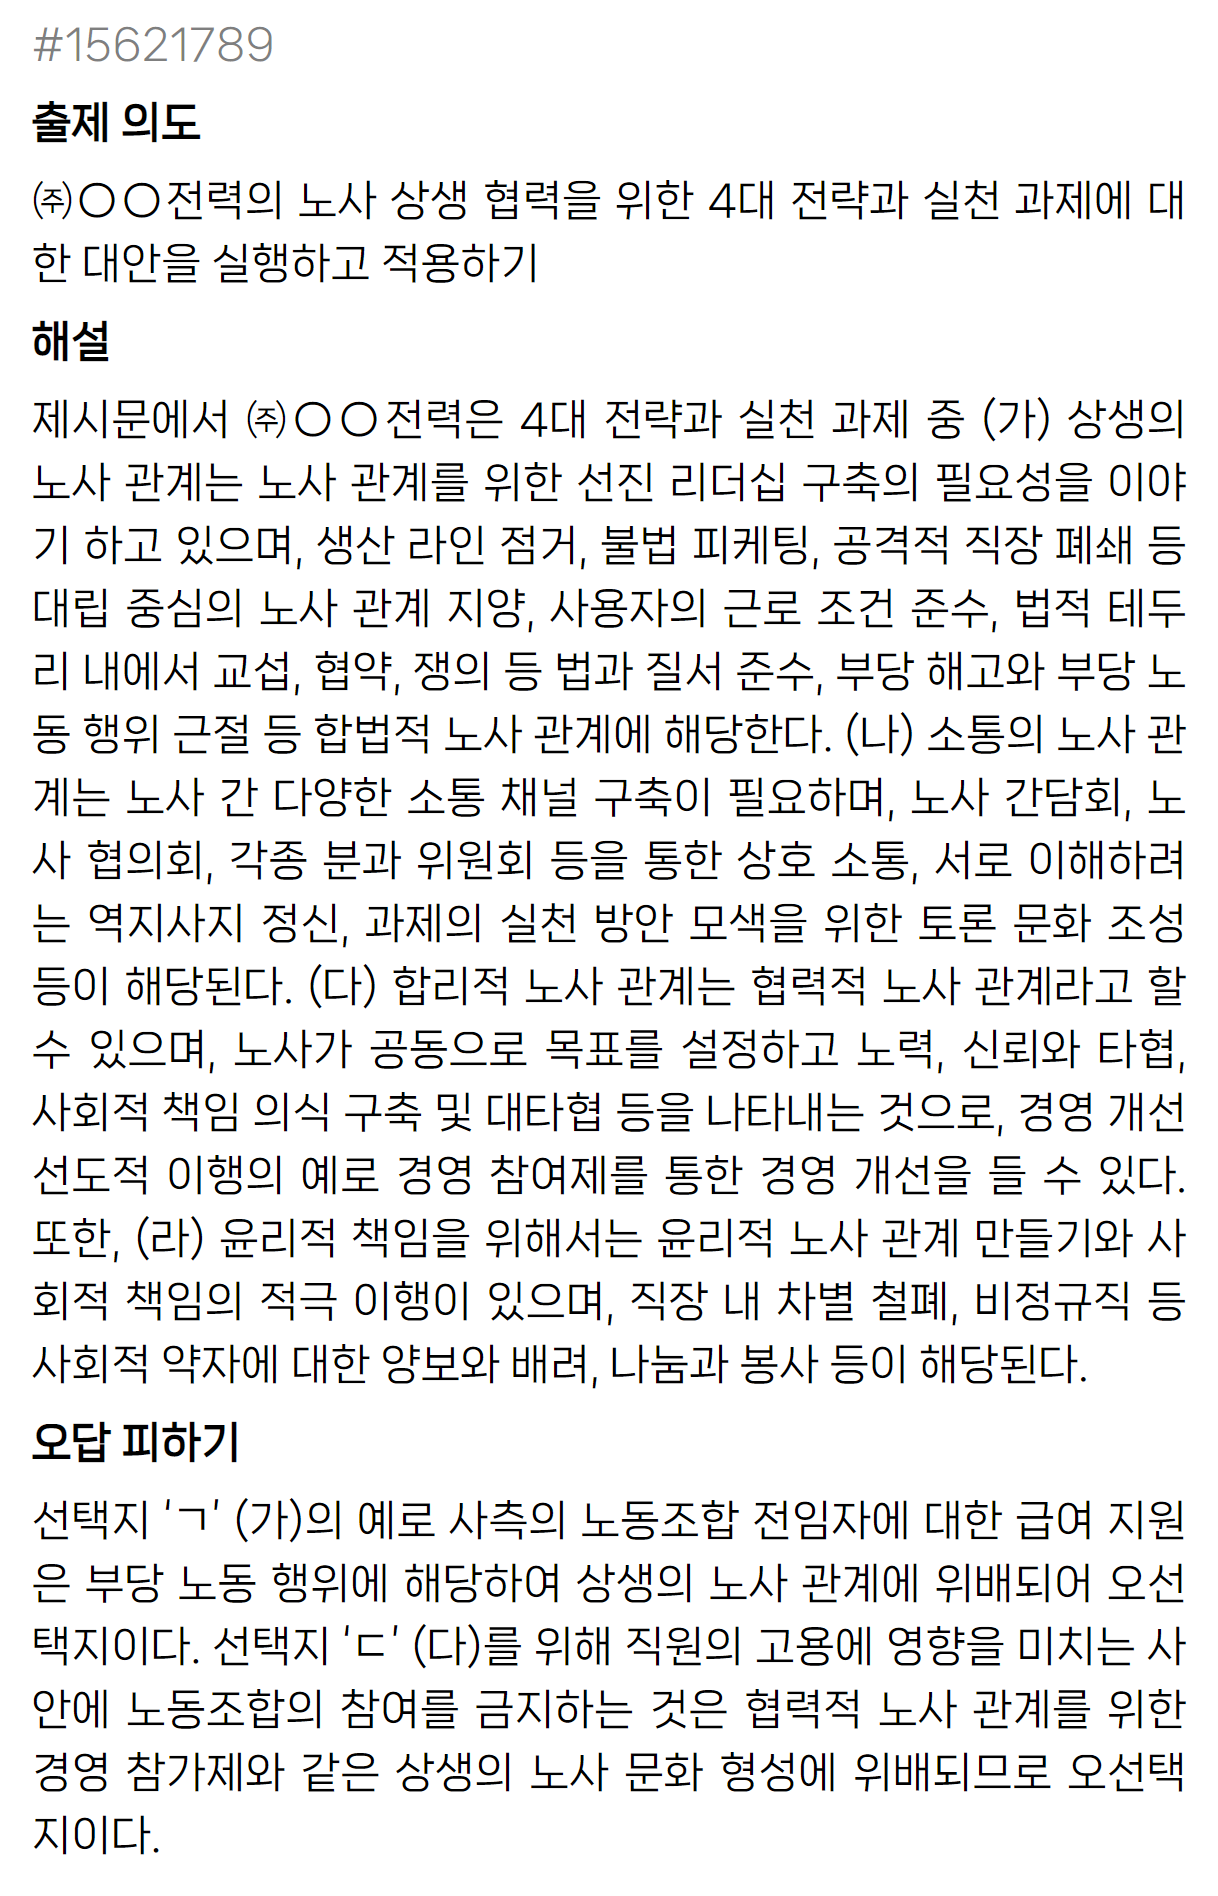 #15621789
출제 의도
㈜○○전력의 노사 상생 협력을 위한 4대 전략과 실천 과제에 대
한 대안을 실행하고 적용하기
해설
제시문에서 ㈜○○전력은 4대 전략과 실천 과제 중 (가) 상생의
노사 관계는 노사 관계를 위한 선진 리더십 구축의 필요성을 이야
기 하고 있으며, 생산 라인 점거, 불법 피케팅, 공격적 직장 폐쇄 등
대립 중심의 노사 관계 지양, 사용자의 근로 조건 준수, 법적 테두
리 내에서 교섭, 협약, 쟁의 등 법과 질서 준수, 부당 해고와 부당 노
동 행위 근절 등 합법적 노사 관계에 해당한다. (나) 소통의 노사 관
계는 노사 간 다양한 소통 채널 구축이 필요하며, 노사 간담회, 노
사 협의회, 각종 분과 위원회 등을 통한 상호 소통, 서로 이해하려
는 역지사지 정신, 과제의 실천 방안 모색을 위한 토론 문화 조성
등이 해당된다. (다) 합리적 노사 관계는 협력적 노사 관계라고 할
수 있으며, 노사가 공동으로 목표를 설정하고 노력, 신뢰와 타협,
사회적 책임 의식 구축 및 대타협 등을 나타내는 것으로, 경영 개선
선도적 이행의 예로 경영 참여제를 통한 경영 개선을 들 수 있다.
또한, (라) 윤리적 책임을 위해서는 윤리적 노사 관계 만들기와 사
회적 책임의 적극 이행이 있으며, 직장 내 차별 철폐, 비정규직 등
사회적 약자에 대한 양보와 배려, 나눔과 봉사 등이 해당된다.
오답 피하기
선택지 'ㄱ' (가)의 예로 사측의 노동조합 전임자에 대한 급여 지원
은 부당 노동 행위에 해당하여 상생의 노사 관계에 위배되어 오선
택지이다. 선택지 'ㄷ' (다)를 위해 직원의 고용에 영향을 미치는 사
안에 노동조합의 참여를 금지하는 것은 협력적 노사 관계를 위한
경영 참가제와 같은 상생의 노사 문화 형성에 위배되므로 오선택
지이다.